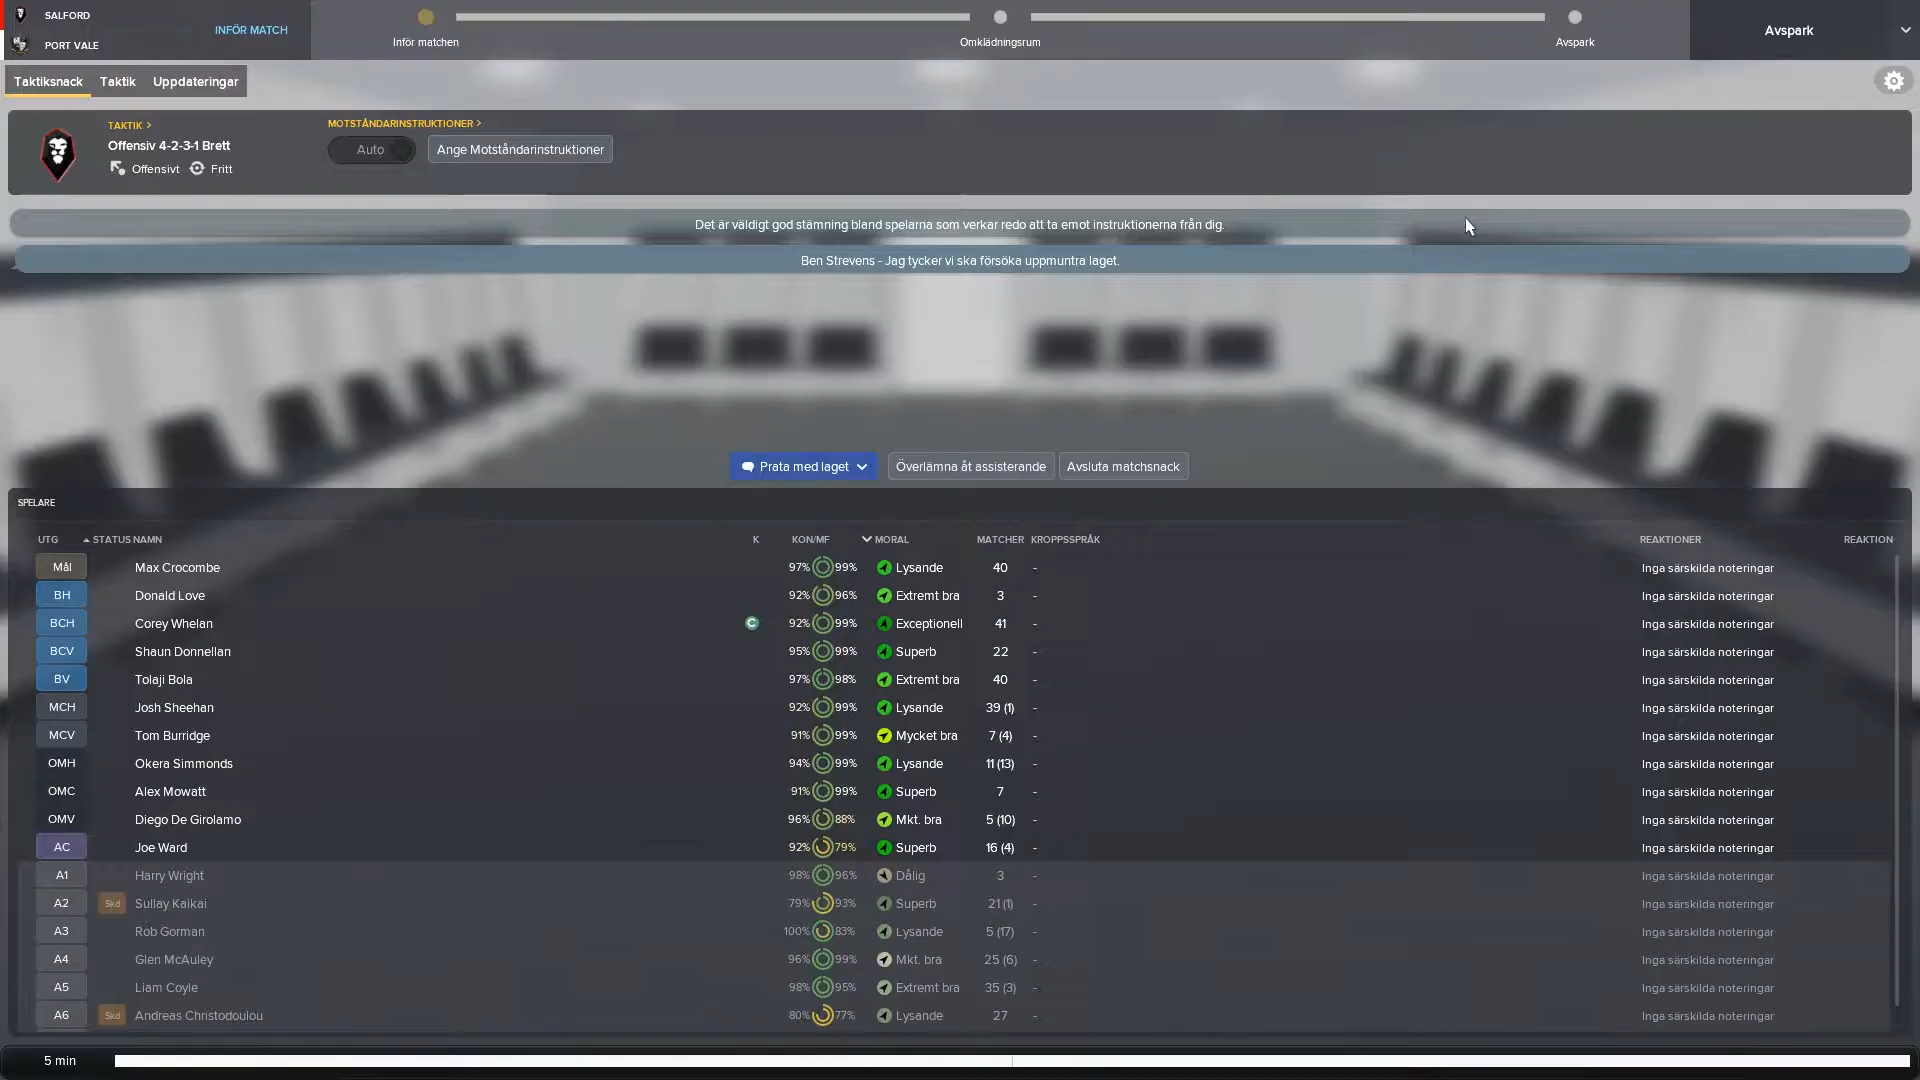 SALFORD
PORT VALE
INFÖR MATCH
Inför matchen
Omklädningsrum
Avspark
Avspark
Taktiksnack Taktik Uppdateringar
TAKTIK >
Offensiv 4-2-3-1 Brett
Offensivt Fritt
MOTSTÅNDARINSTRUKTIONER >
Auto Ange Motståndarinstruktioner
Det är väldigt god stämning bland spelarna som verkar redo att ta emot instruktionerna från dig.
Ben Strevens - Jag tycker vi ska försöka uppmuntra laget.
Prata med laget Överlämna åt assisterande Avsluta matchsnack
SPELARE
UTG STATUS NAMN K KON/MF MORAL MATCHER KROPPSSPRÅK REAKTIONER REAKTION
Mål Max Crocombe 97% 99% Lysande 40 - Inga särskilda noteringar
BH Donald Love 92% 96% Extremt bra 3 - Inga särskilda noteringar
BCH Corey Whelan C 92% 99% Exceptionell 41 - Inga särskilda noteringar
BCV Shaun Donnellan 95% 99% Superb 22 - Inga särskilda noteringar
BV Tolaji Bola 97% 98% Extremt bra 40 - Inga särskilda noteringar
MCH Josh Sheehan 92% 99% Lysande 39 (1) - Inga särskilda noteringar
MCV Tom Burridge 91% 99% Mycket bra 7 (4) - Inga särskilda noteringar
OMH Okera Simmonds 94% 99% Lysande 11 (13) - Inga särskilda noteringar
OMC Alex Mowatt 91% 99% Superb 7 - Inga särskilda noteringar
OMV Diego De Girolamo 96% 88% Mkt. bra 5 (10) - Inga särskilda noteringar
AC Joe Ward 92% 79% Superb 16 (4) - Inga särskilda noteringar
A1 Harry Wright 98% 96% Dålig 3 - Inga särskilda noteringar
A2 Skd Sullay Kaikai 79% 93% Superb 21 (1) - Inga särskilda noteringar
A3 Rob Gorman 100% 83% Lysande 5 (17) - Inga särskilda noteringar
A4 Glen McAuley 96% 99% Mkt. bra 25 (6) - Inga särskilda noteringar
A5 Liam Coyle 98% 95% Extremt bra 35 (3) - Inga särskilda noteringar
A6 Skd Andreas Christodoulou 80% 77% Lysande 27 - Inga särskilda noteringar
5 min